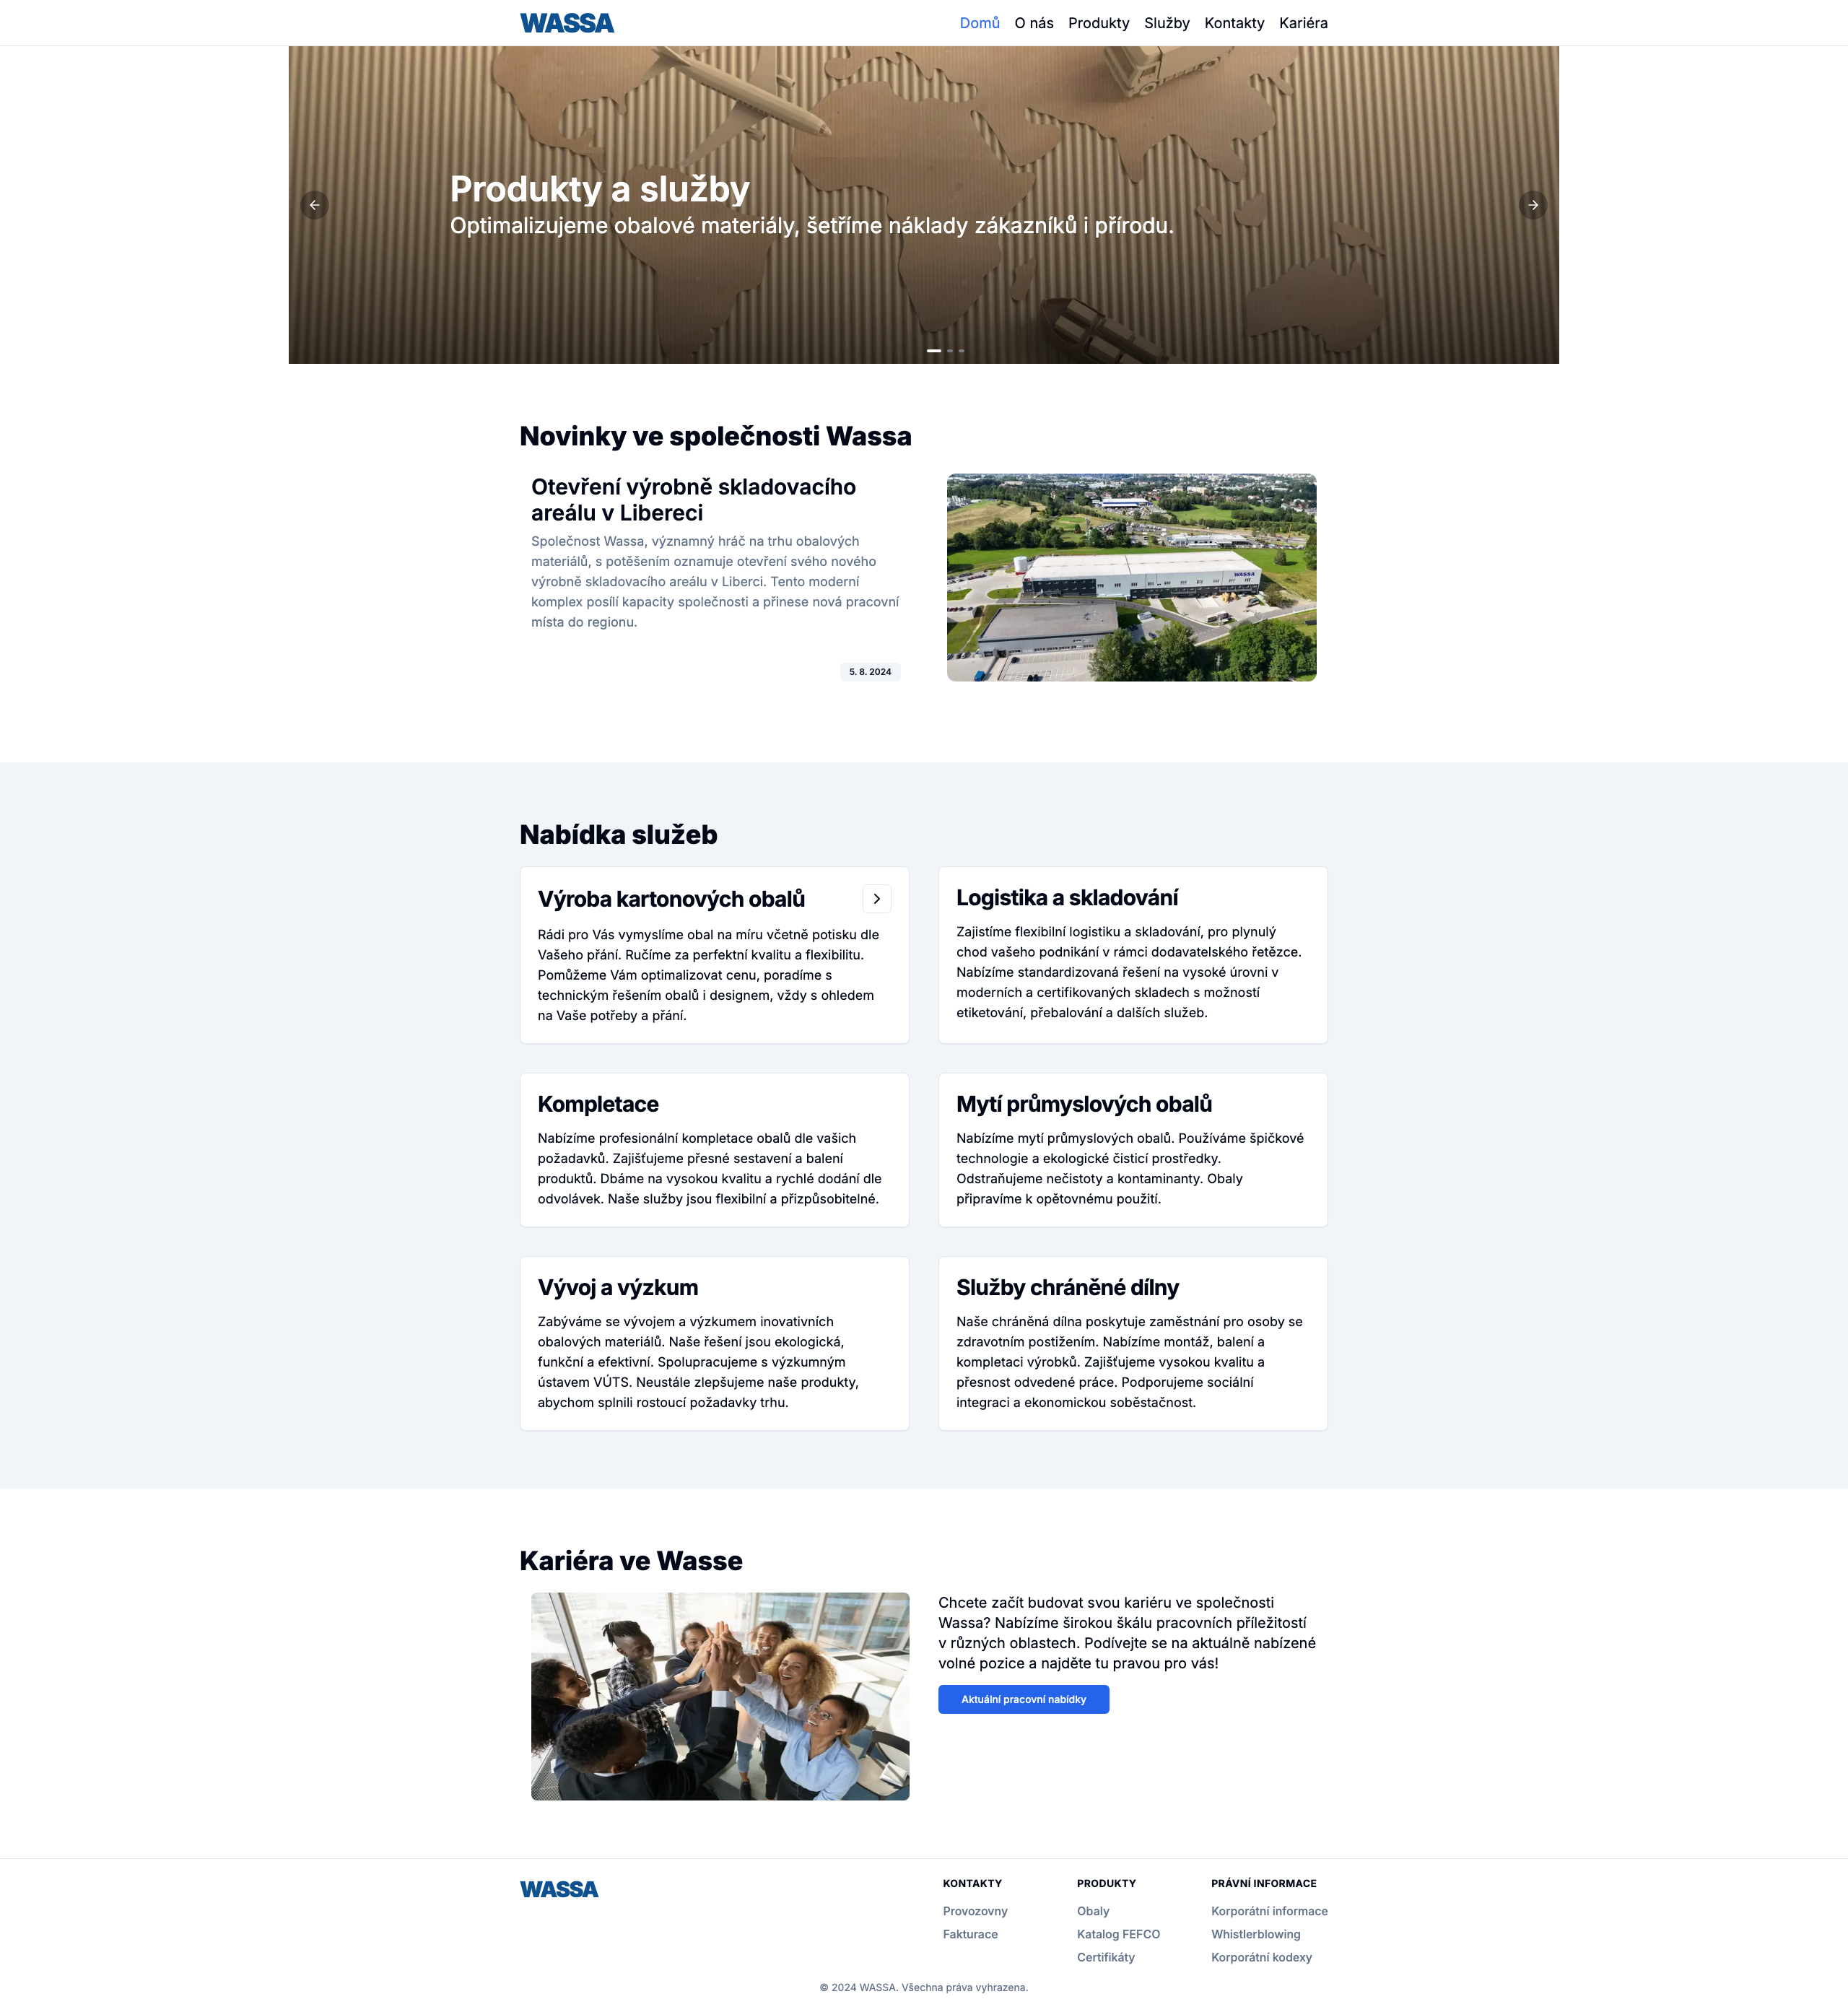 WASSA
Domů O nás Produkty Služby Kontakty Kariéra
Produkty a služby
Optimalizujeme obalové materiály, šetříme náklady zákazníků i přírodu.
Novinky ve společnosti Wassa
Otevření výrobně skladovacího
areálu v Libereci
Společnost Wassa, významný hráč na trhu obalových
materiálů, s potěšením oznamuje otevření svého nového
výrobně skladovacího areálu v Liberci. Tento moderní
komplex posílí kapacity společnosti a přinese nová pracovní
místa do regionu.
5. 8. 2024
WASSA
Nabídka služeb
Výroba kartonových obalů
Rádi pro Vás vymyslíme obal na míru včetně potisku dle
Vašeho přání. Ručíme za perfektní kvalitu a flexibilitu.
Pomůžeme Vám optimalizovat cenu, poradíme s
technickým řešením obalů i designem, vždy s ohledem
na Vaše potřeby a přání.
Logistika a skladování
Zajistíme flexibilní logistiku a skladování, pro plynulý
chod vašeho podnikání v rámci dodavatelského řetězce.
Nabízíme standardizovaná řešení na vysoké úrovni v
moderních a certifikovaných skladech s možností
etiketování, přebalování a dalších služeb.
Kompletace
Nabízíme profesionální kompletace obalů dle vašich
požadavků. Zajišťujeme přesné sestavení a balení
produktů. Dbáme na vysokou kvalitu a rychlé dodání dle
odvolávek. Naše služby jsou flexibilní a přizpůsobitelné.
Mytí průmyslových obalů
Nabízíme mytí průmyslových obalů. Používáme špičkové
technologie a ekologické čisticí prostředky.
Odstraňujeme nečistoty a kontaminanty. Obaly
připravíme k opětovnému použití.
Vývoj a výzkum
Zabýváme se vývojem a výzkumem inovativních
obalových materiálů. Naše řešení jsou ekologická,
funkční a efektivní. Spolupracujeme s výzkumným
ústavem VÚTS. Neustále zlepšujeme naše produkty,
abychom splnili rostoucí požadavky trhu.
Služby chráněné dílny
Naše chráněná dílna poskytuje zaměstnání pro osoby se
zdravotním postižením. Nabízíme montáž, balení a
kompletaci výrobků. Zajišťujeme vysokou kvalitu a
přesnost odvedené práce. Podporujeme sociální
integraci a ekonomickou soběstačnost.
Kariéra ve Wasse
Chcete začít budovat svou kariéru ve společnosti
Wassa? Nabízíme širokou škálu pracovních příležitostí
v různých oblastech. Podívejte se na aktuálně nabízené
volné pozice a najděte tu pravou pro vás!
Aktuální pracovní nabídky
WASSA
KONTAKTY
Provozovny
Fakturace
PRODUKTY
Obaly
Katalog FEFCO
Certifikáty
PRÁVNÍ INFORMACE
Korporátní informace
Whistlerblowing
Korporátní kodexy
© 2024 WASSA. Všechna práva vyhrazena.